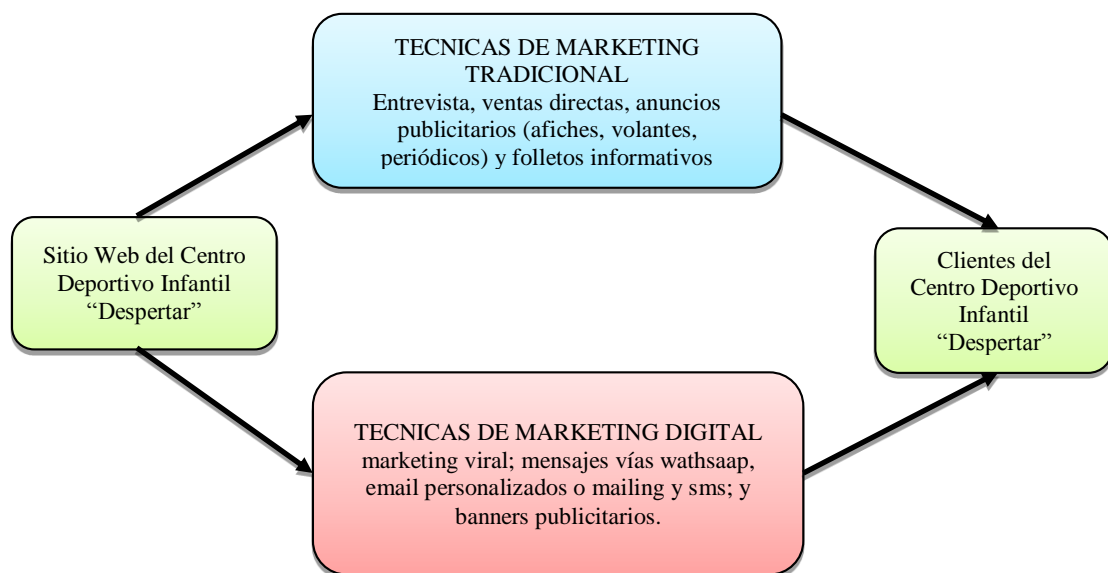 TECNICAS DE MARKETING
TRADICIONAL
Entrevista, ventas directas, anuncios
publicitarios (afiches, volantes,
periódicos) y folletos informativos
Sitio Web del Centro
Deportivo Infantil
“Despertar”
Clientes del
Centro Deportivo
Infantil
“Despertar”
TECNICAS DE MARKETING DIGITAL
marketing viral; mensajes vías wathsaap,
email personalizados o mailing y sms; y
banners publicitarios.